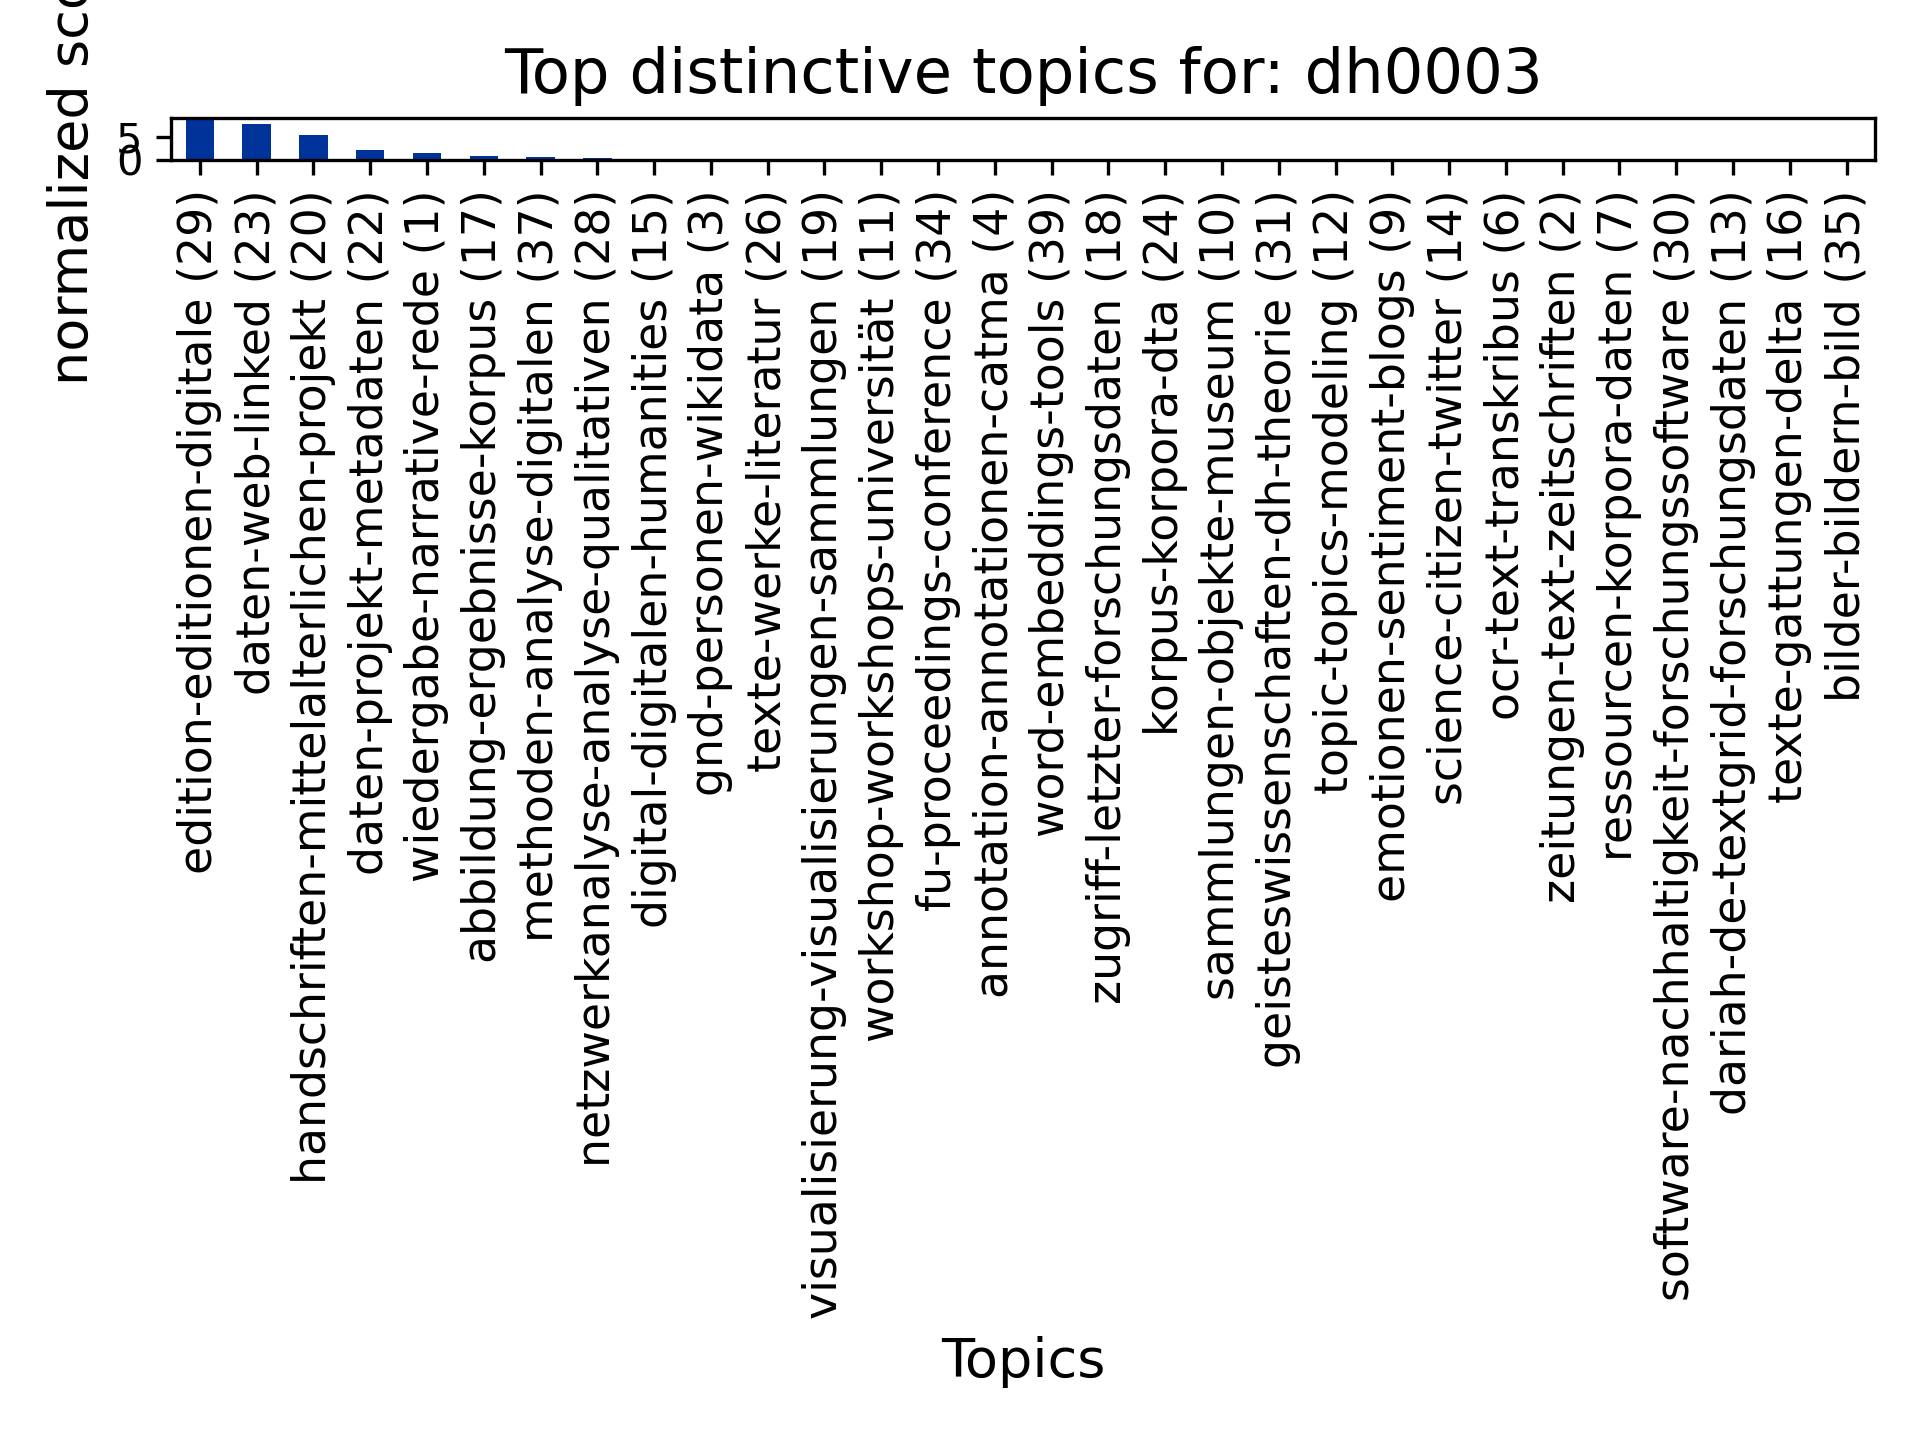 Top distinctive topics for: dh0003
normalized
5
0
edition-editionen-digitale (29)
daten-web-linked (23)
handschriften-mittelalterlichen-projekt (20)
daten-projekt-metadaten (22)
wiedergabe-narrative-rede (1)
abbildung-ergebnisse-korpus (17)
methoden-analyse-digitalen (37)
netzwerkanalyse-analyse-qualitativen (28)
digital-digitalen-humanities (15)
gnd-personen-wikidata (3)
texte-werke-literatur (26)
visualisierung-visualisierungen-sammlungen (19)
workshop-workshops-universität (11)
fu-proceedings-conference (34)
annotation-annotationen-catma (4)
word-embeddings-tools (39)
zugriff-letzter-forschungsdaten (18)
korpus-korpora-dta (24)
sammlungen-objekte-museum (10)
geisteswissenschaften-dh-theorie (31)
topic-topics-modeling (12)
emotionen-sentiment-blogs (9)
science-citizen-twitter (14)
ocr-text-transkribus (6)
zeitungen-text-zeitschriften (2)
ressourcen-korpora-daten (7)
software-nachhaltigkeit-forschungssoftware (30)
dariah-de-textgrid-forschungsdaten (13)
texte-gattungen-delta (16)
bilder-bildern-bild (35)
Topics